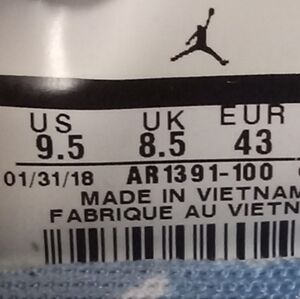 US UK EUR
9.5 8.5 43
01/31/18 AR1391-100
MADE IN VIETNAM
FABRIQUE AU VIETN